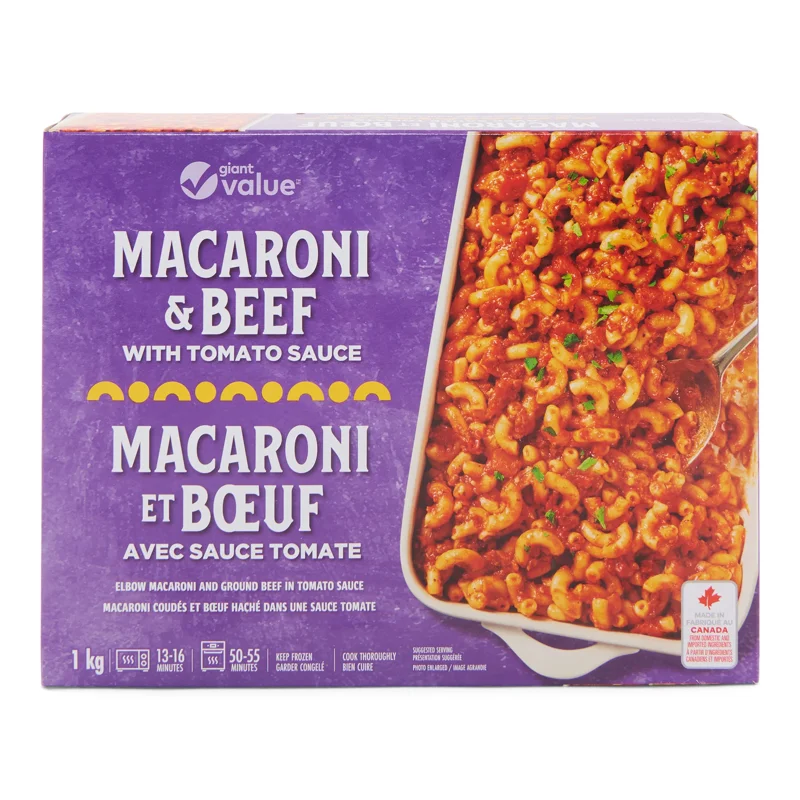 MACARONI ET BŒUF
giant
value
MACARONI
& BEEF
WITH TOMATO SAUCE
MACARONI
ET BŒUF
AVEC SAUCE TOMATE
ELBOW MACARONI AND GROUND BEEF IN TOMATO SAUCE
MACARONI COUDÉS ET BŒUF HACHÉ DANS UNE SAUCE TOMATE
1 kg
13-16
MINUTES
50-55
MINUTES
KEEP FROZEN
GARDER CONGELÉ
COOK THOROUGHLY
BIEN CUIRE
SUGGESTED SERVING
PRÉSENTATION SUGGÉRÉE
PHOTO ENLARGED / IMAGE AGRANDIE
MADE IN
FABRIQUÉ AU
CANADA
FROM DOMESTIC AND
IMPORTED INGREDIENTS
À PARTIR D'INGRÉDIENTS
CANADIENS ET IMPORTÉS